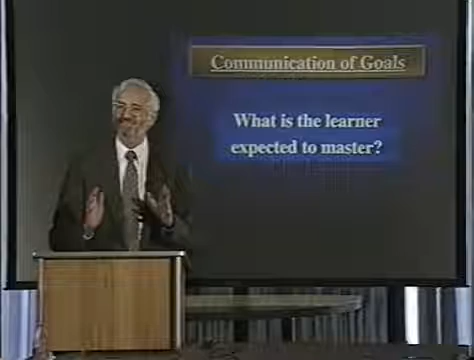 Communication of Goals
What is the learner
expected to master?